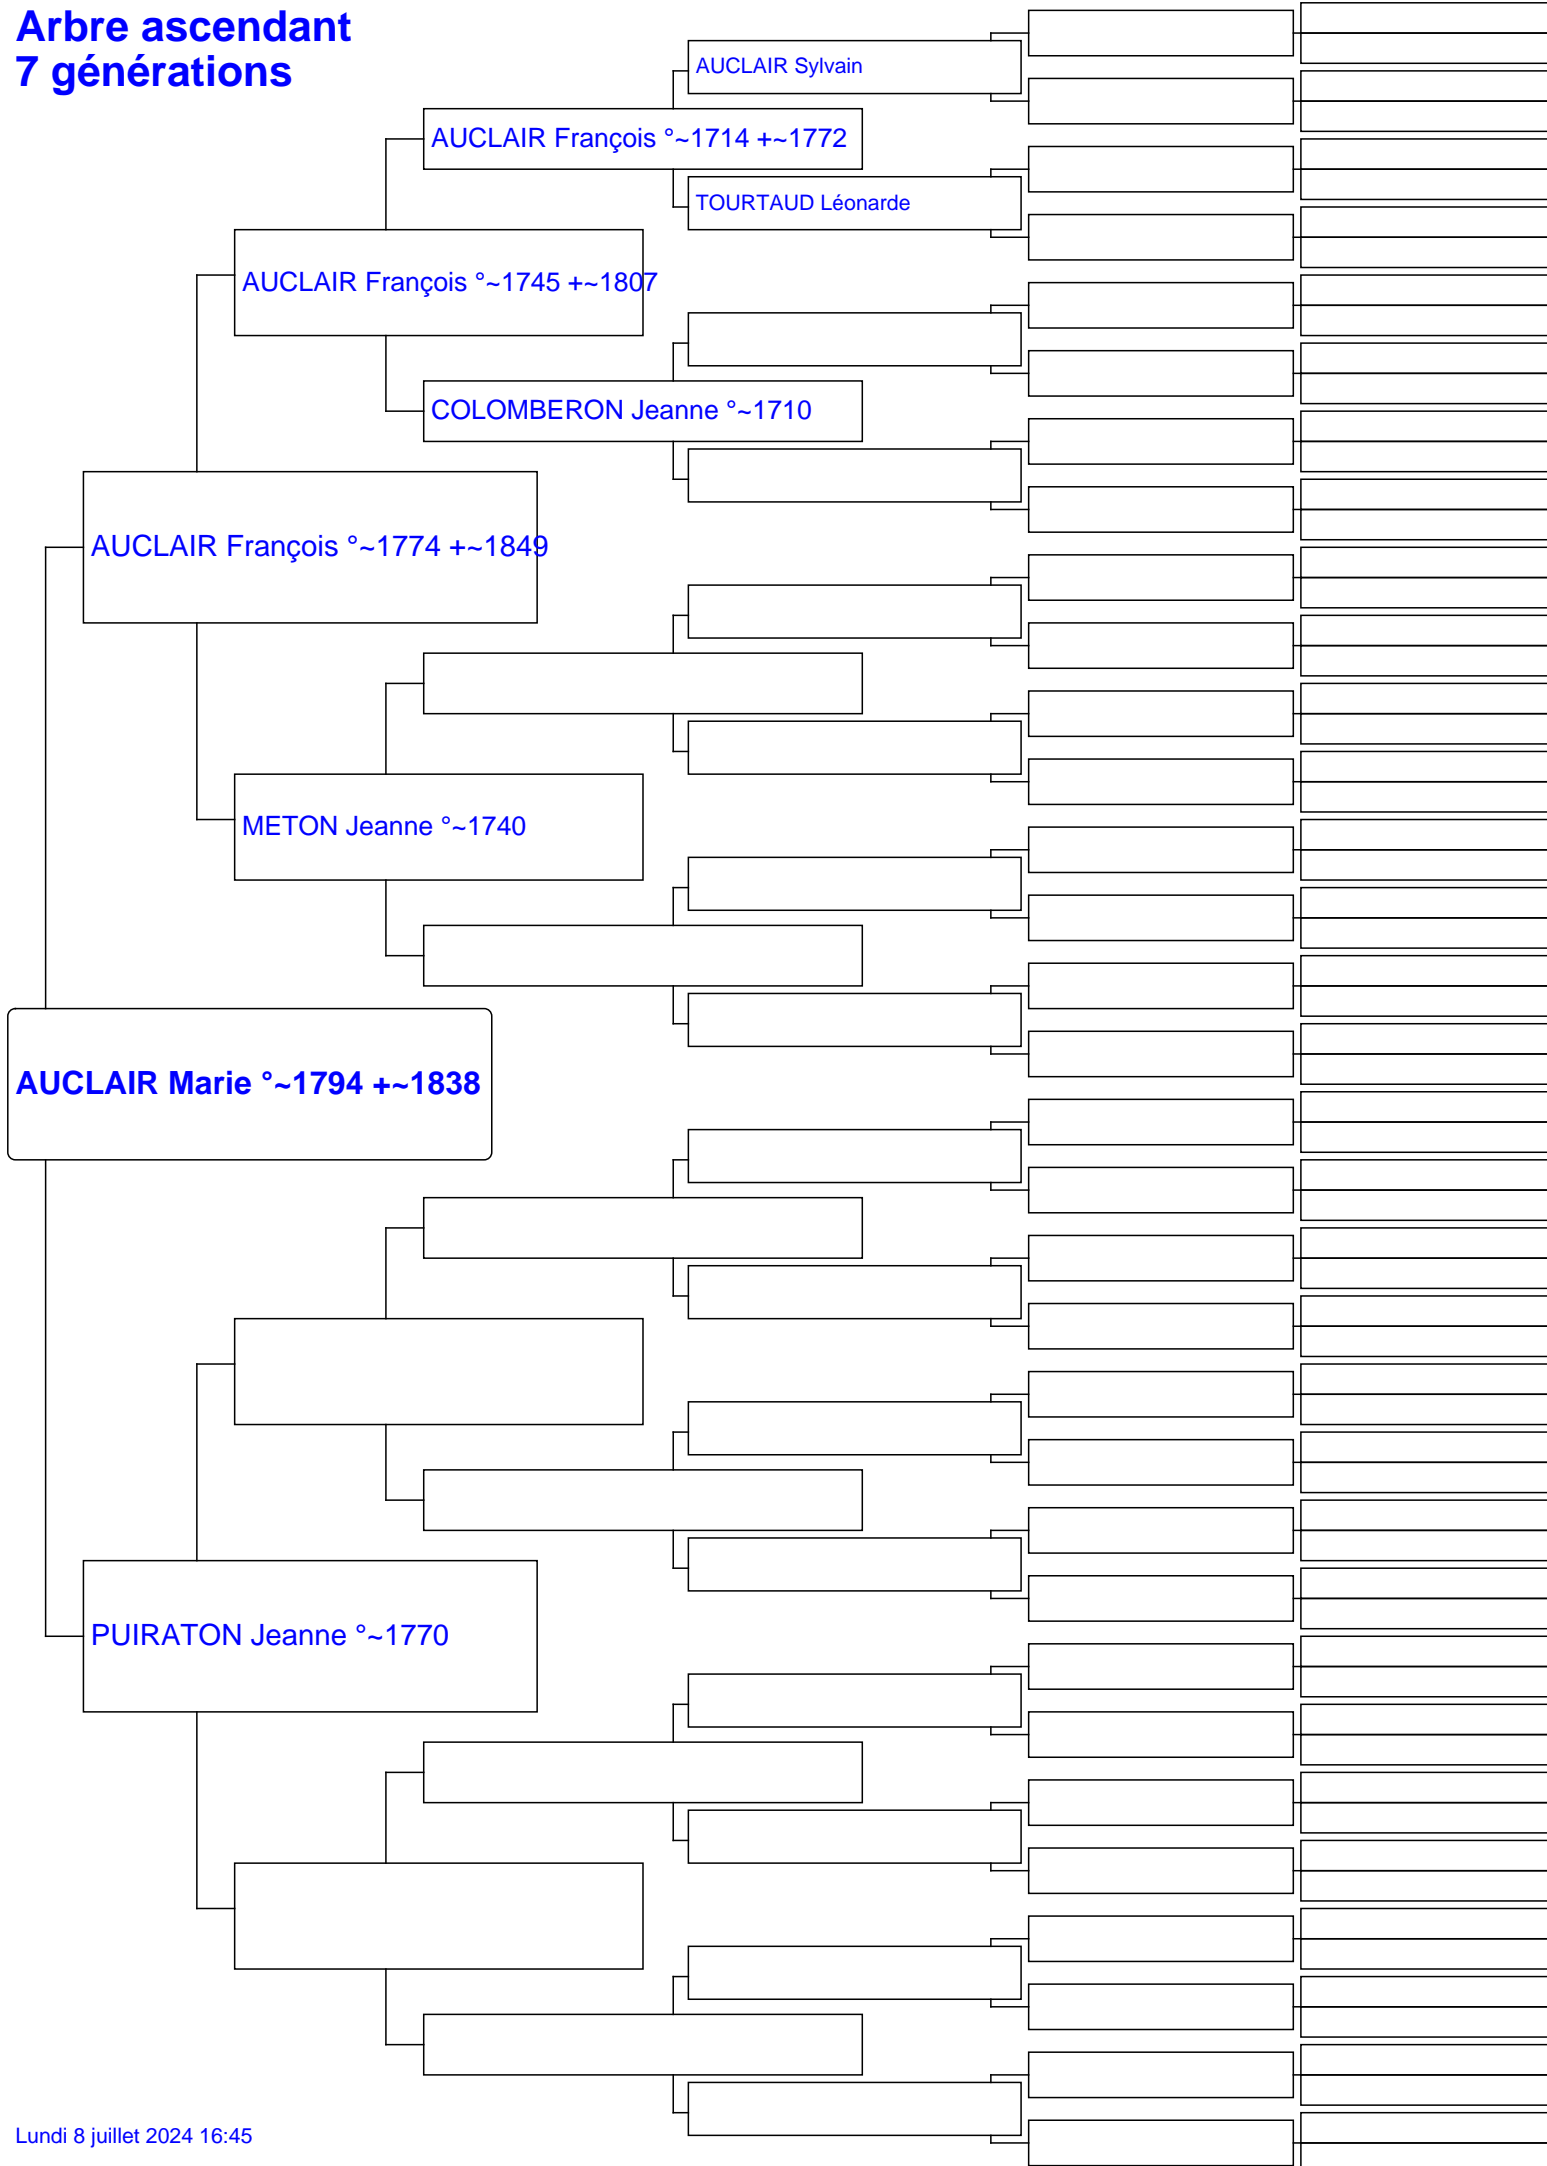 Arbre ascendant
7 générations
AUCLAIR Sylvain
AUCLAIR François °~1714 +~1772
TOURTAUD Léonarde
AUCLAIR François °~1745 +~1807
COLOMBERON Jeanne °~1710
AUCLAIR François °~1774 +~1849
METON Jeanne °~1740
AUCLAIR Marie °~1794 +~1838
PUIRATON Jeanne °~1770
Lundi 8 juillet 2024 16:45